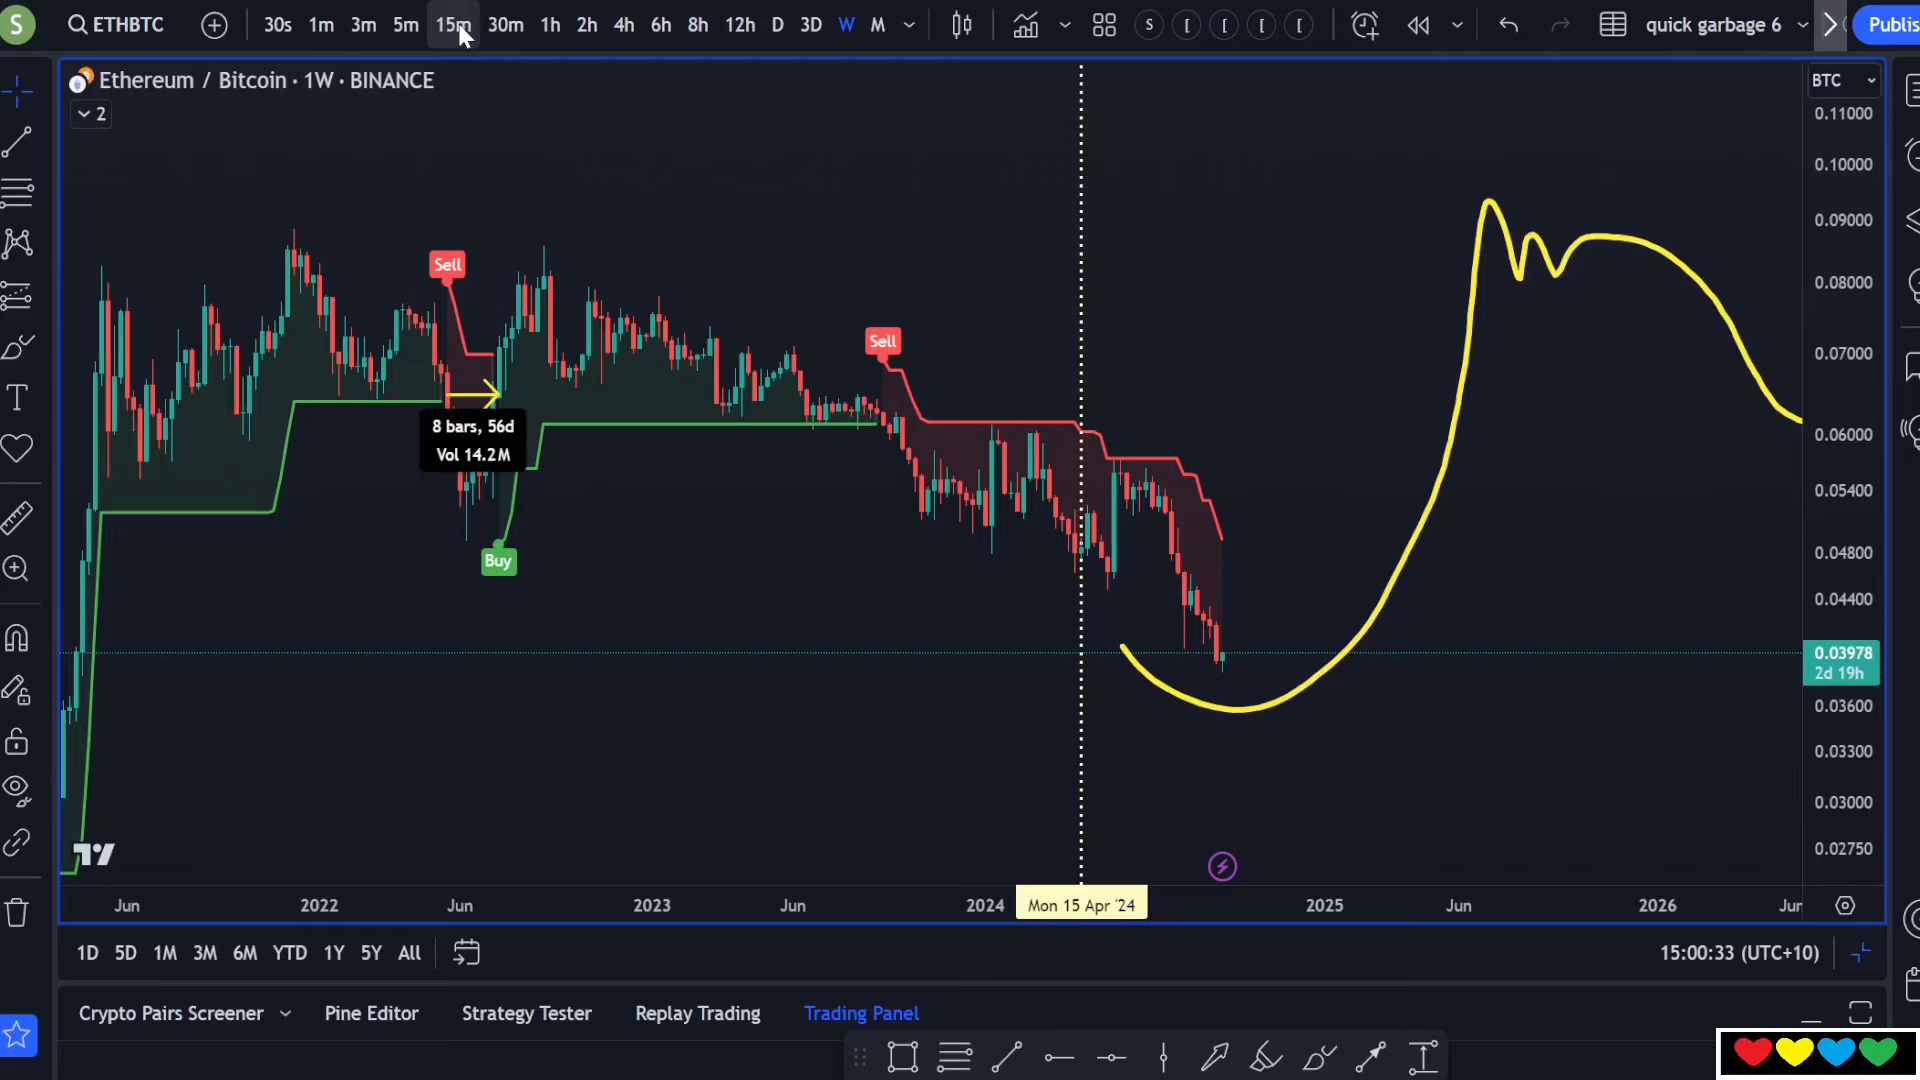 S
ETHBTC
30s 1m 3m 5m 15m 30m 1h 2h 4h 6h 8h 12h D 3D W M
S [ [ [ [
quick garbage 6
Publis
Ethereum / Bitcoin · 1W · BINANCE
2
BTC
0.11000
0.10000
0.09000
0.08000
0.07000
0.06000
0.05400
0.04800
0.04400
0.03978
2d 19h
0.03600
0.03300
0.03000
0.02750
Sell
Sell
8 bars, 56d
Vol 14.2M
Buy
Jun 2022 Jun 2023 Jun 2024 Mon 15 Apr '24 2025 Jun 2026 Jun
1D 5D 1M 3M 6M YTD 1Y 5Y All
15:00:33 (UTC+10)
Crypto Pairs Screener Pine Editor Strategy Tester Replay Trading Trading Panel